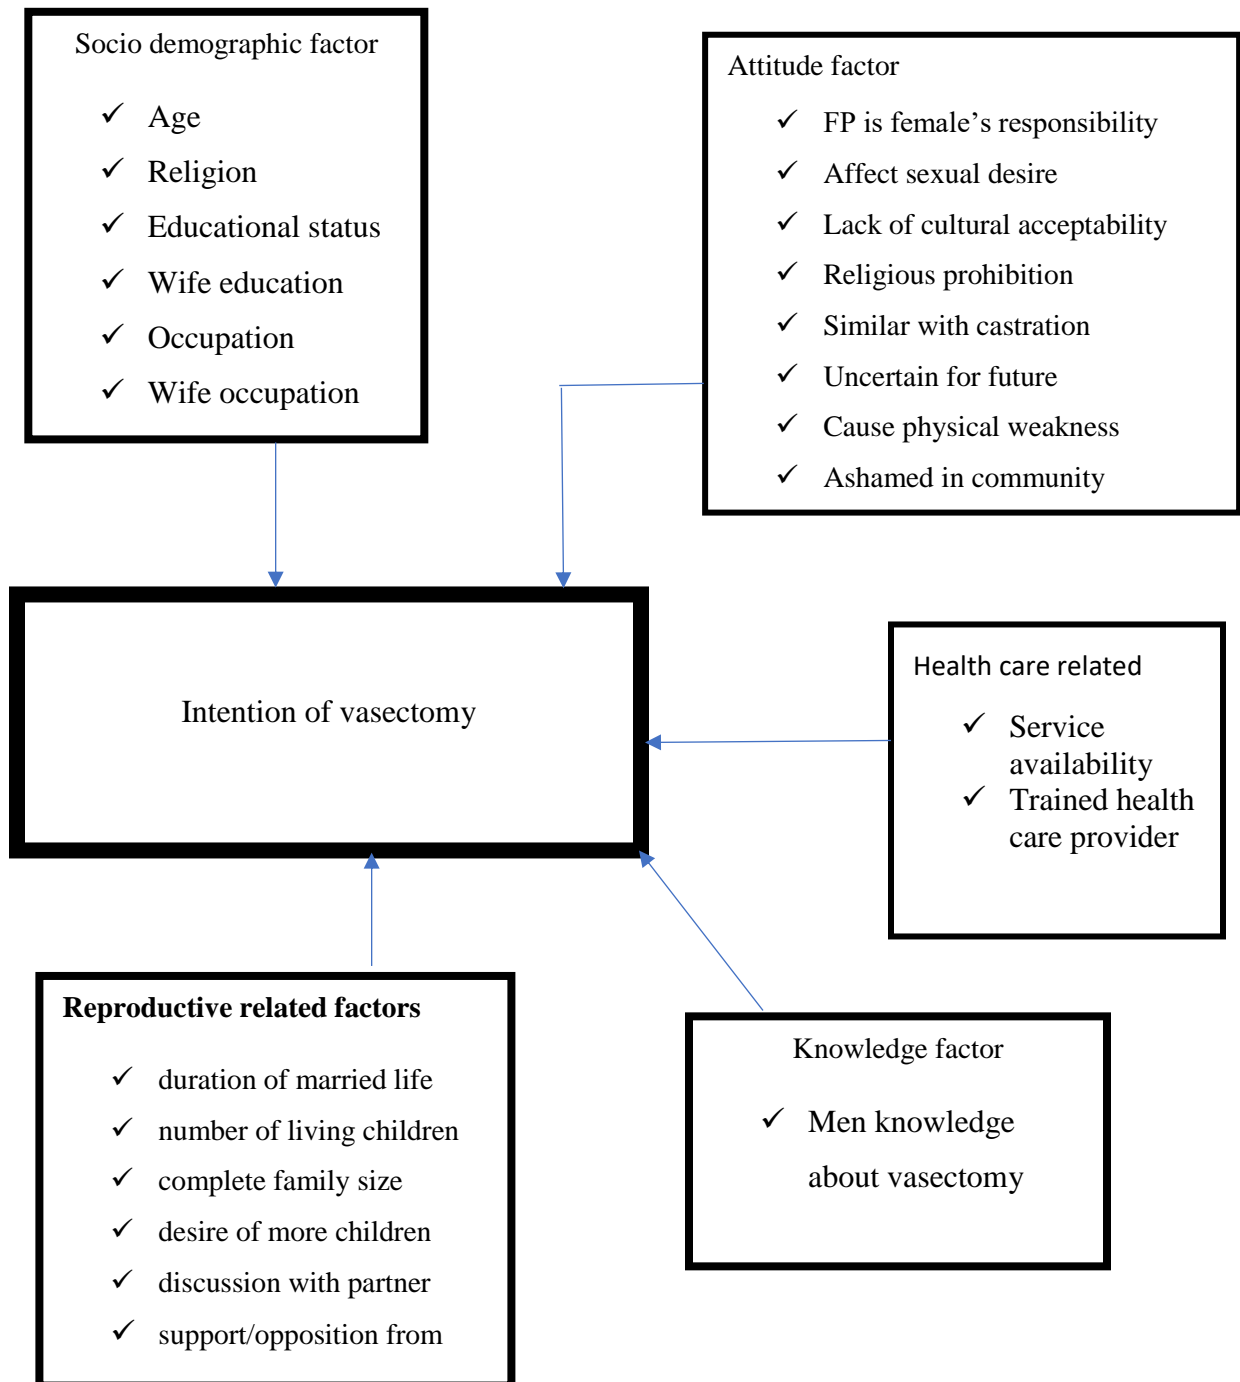 Socio demographic factor
✓ Age
✓ Religion
✓ Educational status
✓ Wife education
✓ Occupation
✓ Wife occupation
Attitude factor
✓ FP is female’s responsibility
✓ Affect sexual desire
✓ Lack of cultural acceptability
✓ Religious prohibition
✓ Similar with castration
✓ Uncertain for future
✓ Cause physical weakness
✓ Ashamed in community
Intention of vasectomy
Health care related
✓ Service
availability
✓ Trained health
care provider
Reproductive related factors
✓ duration of married life
✓ number of living children
✓ complete family size
✓ desire of more children
✓ discussion with partner
✓ support/opposition from
Knowledge factor
✓ Men knowledge
about vasectomy